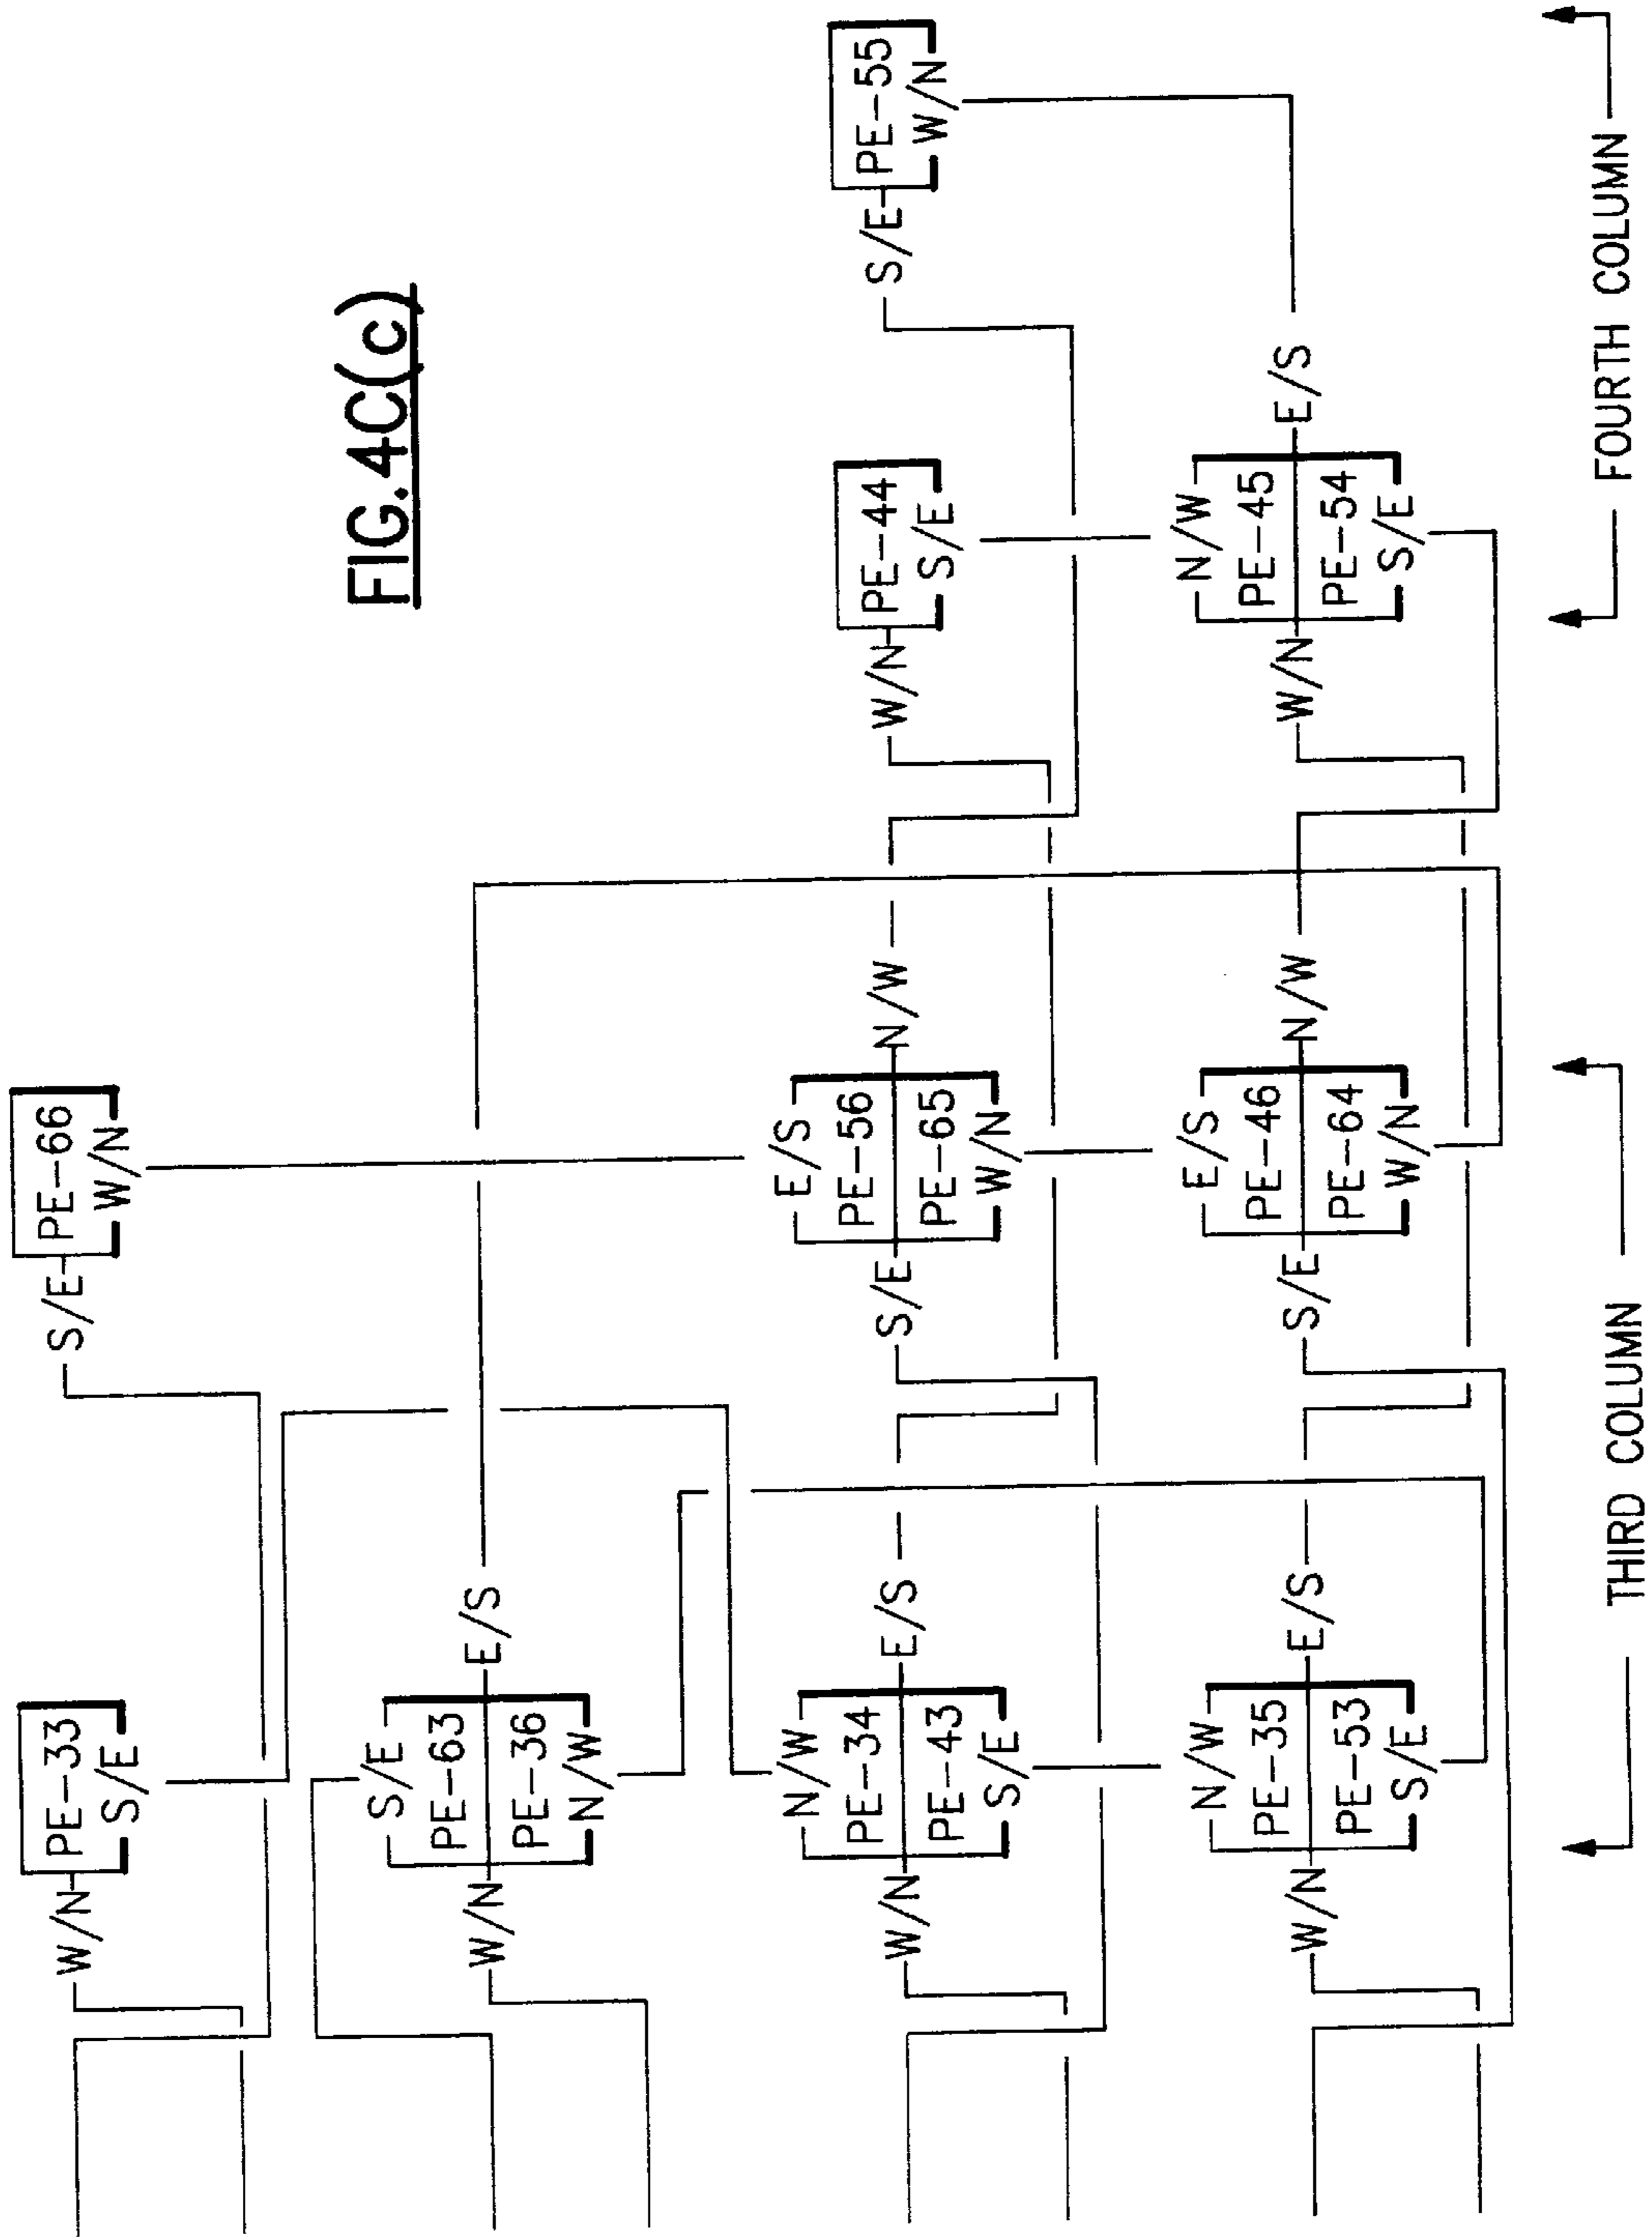 FIG.4C(c)
W/N
PE-33
S/E
S/E
PE-66
W/N
S/E
PE-63
W/N
E/S
PE-36
N/W
N/W
PE-34
W/N
E/S
PE-43
S/E
E/S
PE-56
S/E
N/W
PE-65
W/N
W/N
PE-44
S/E
S/E
PE-55
W/N
N/W
PE-35
W/N
E/S
PE-53
S/E
E/S
PE-46
S/E
N/W
PE-64
W/N
N/W
PE-45
W/N
E/S
PE-54
S/E
THIRD COLUMN
FOURTH COLUMN